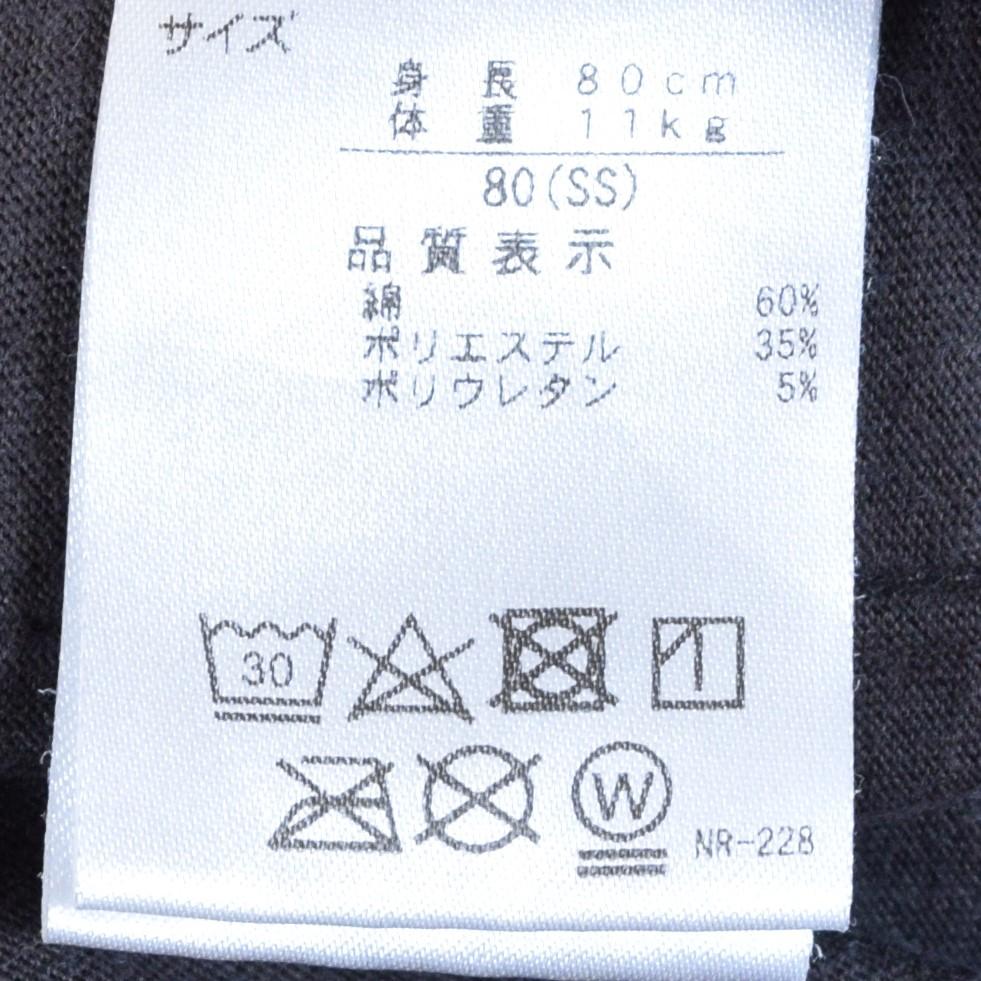 サイズ
身長 80cm
体重 11kg
80(SS)
品質表示
綿 60%
ポリエステル 35%
ポリウレタン 5%
30
W
NR-228